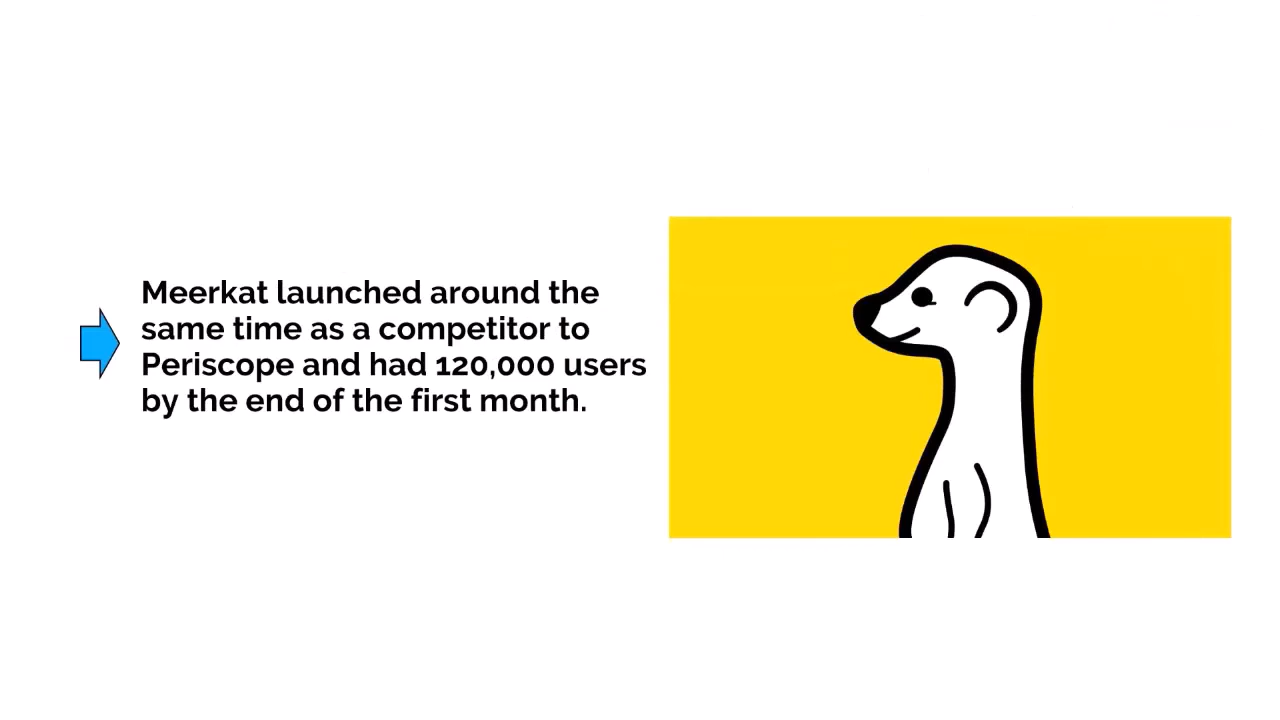 Meerkat launched around the
same time as a competitor to
Periscope and had 120,000 users
by the end of the first month.